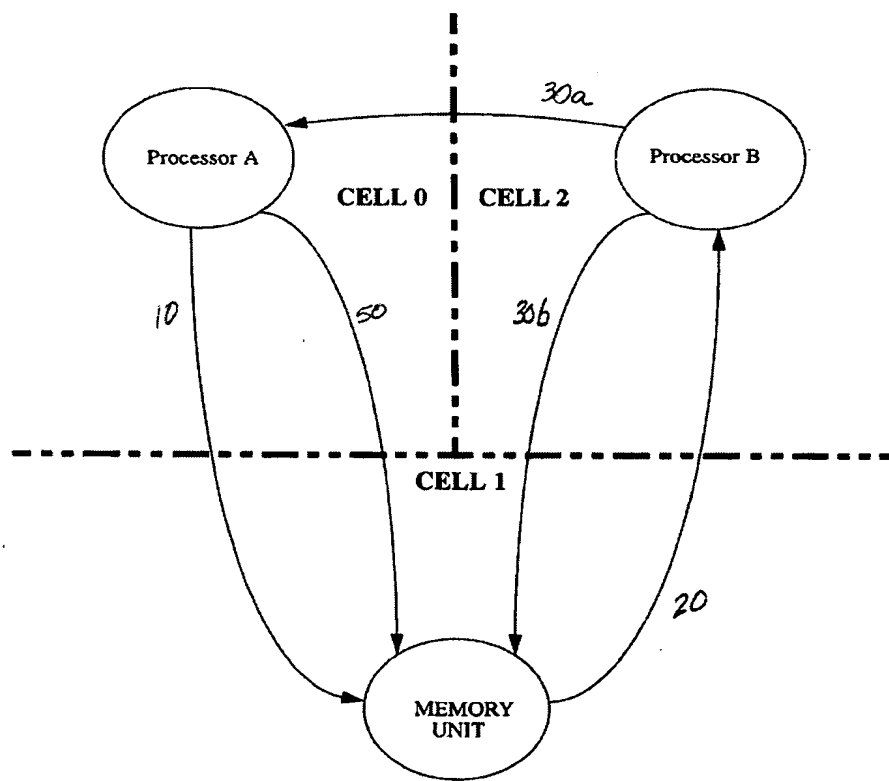 30a
Processor A
Processor B
CELL 0
CELL 2
10
50
30b
CELL 1
20
MEMORY
UNIT